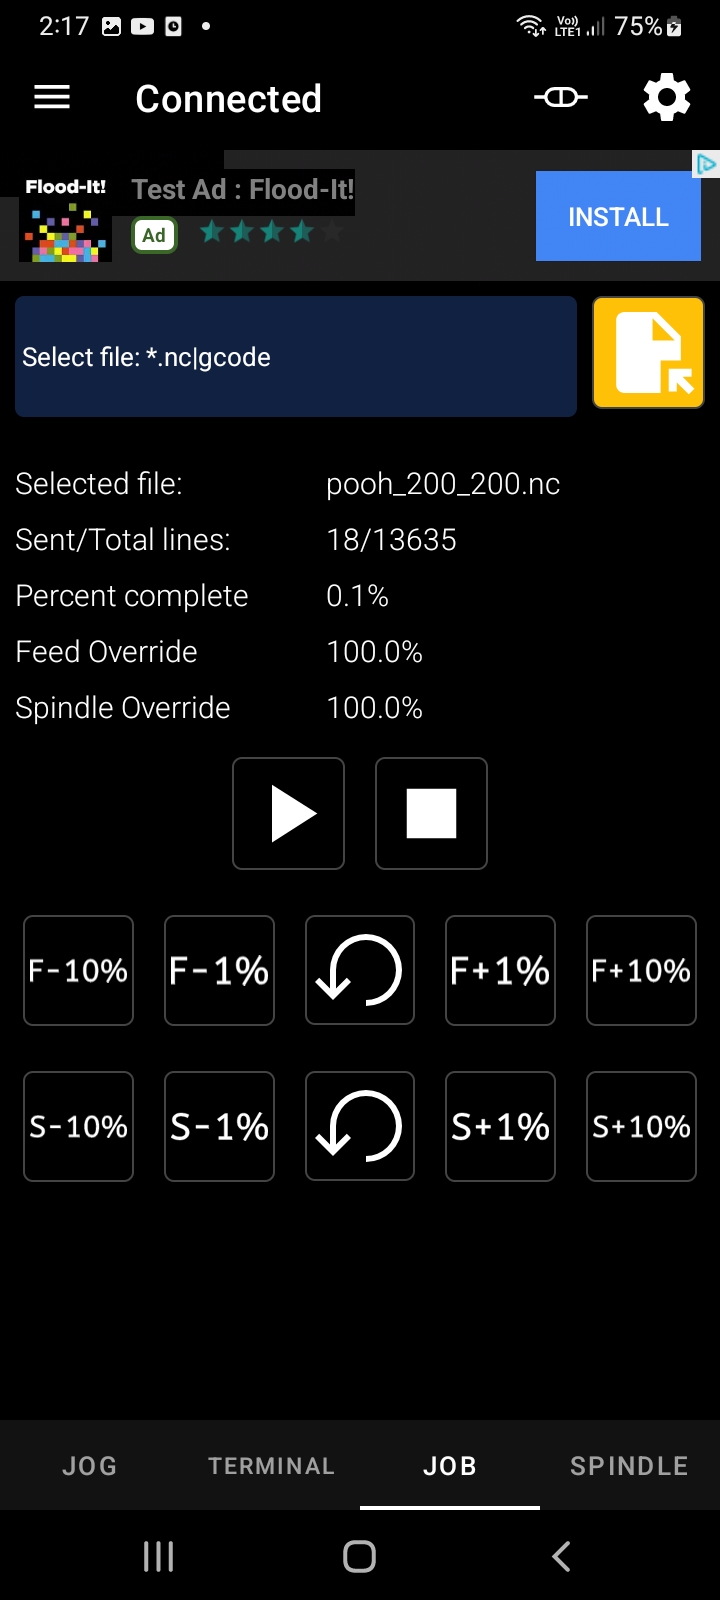 2:17 Vo)) LTE1 75%
Connected
Flood-It! Test Ad : Flood-It!
Ad
INSTALL
Select file: *.nc|gcode
Selected file: pooh_200_200.nc
Sent/Total lines: 18/13635
Percent complete 0.1%
Feed Override 100.0%
Spindle Override 100.0%
F-10% F-1% F+1% F+10%
S-10% S-1% S+1% S+10%
JOG TERMINAL JOB SPINDLE